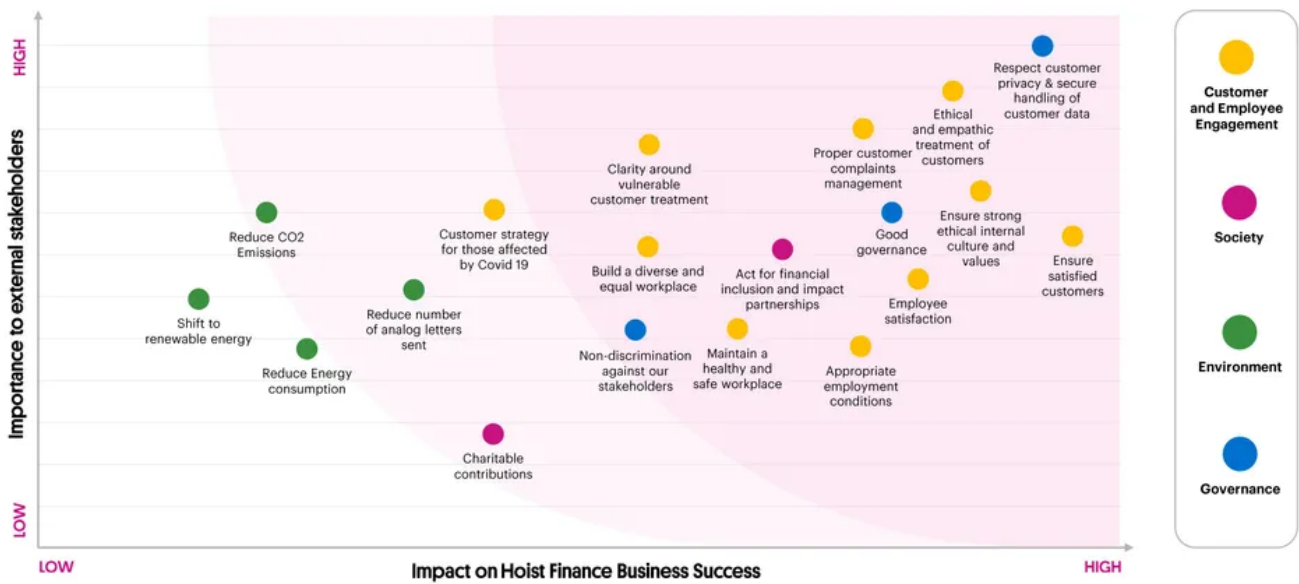 HIGH
Importance to external stakeholders
LOW
Respect customer
privacy & secure
handling of
customer data
Ethical
and empathic
treatment of
customers
Proper customer
complaints
management
Clarity around
vulnerable
customer treatment
Ensure strong
ethical internal
culture and
values
Reduce CO2
Emissions
Customer strategy
for those affected
by Covid 19
Good
governance
Ensure
satisfied
customers
Build a diverse and
equal workplace
Act for financial
inclusion and impact
partnerships
Employee
satisfaction
Shift to
renewable energy
Reduce number
of analog letters
sent
Reduce Energy
consumption
Non-discrimination
against our
stakeholders
Maintain a
healthy and
safe workplace
Appropriate
employment
conditions
Charitable
contributions
LOW
Impact on Hoist Finance Business Success
HIGH
Customer
and Employee
Engagement
Society
Environment
Governance